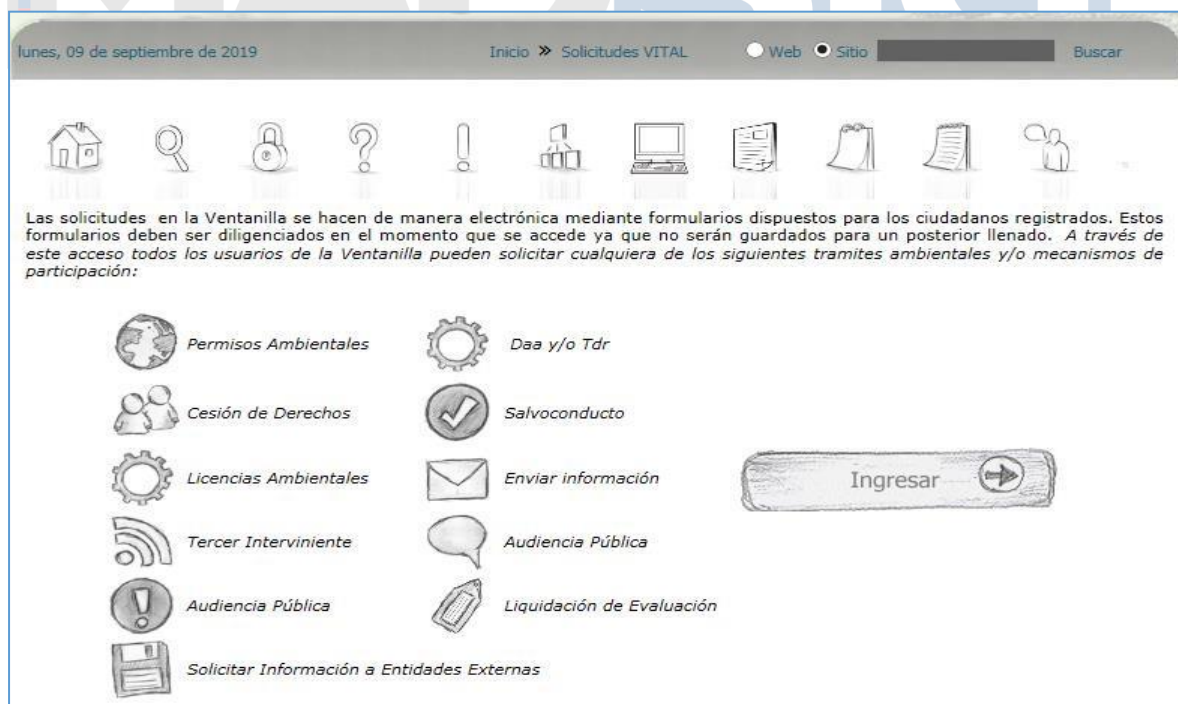 lunes, 09 de septiembre de 2019 Inicio » Solicitudes VITAL Web Sitio Buscar
Las solicitudes en la Ventanilla se hacen de manera electrónica mediante formularios dispuestos para los ciudadanos registrados. Estos
formularios deben ser diligenciados en el momento que se accede ya que no serán guardados para un posterior llenado. A través de
este acceso todos los usuarios de la Ventanilla pueden solicitar cualquiera de los siguientes tramites ambientales y/o mecanismos de
participación:
Permisos Ambientales Daa y/o Tdr
Cesión de Derechos Salvoconducto
Licencias Ambientales Enviar información
Ingresar
Tercer Interviniente Audiencia Pública
Audiencia Pública Liquidación de Evaluación
Solicitar Información a Entidades Externas